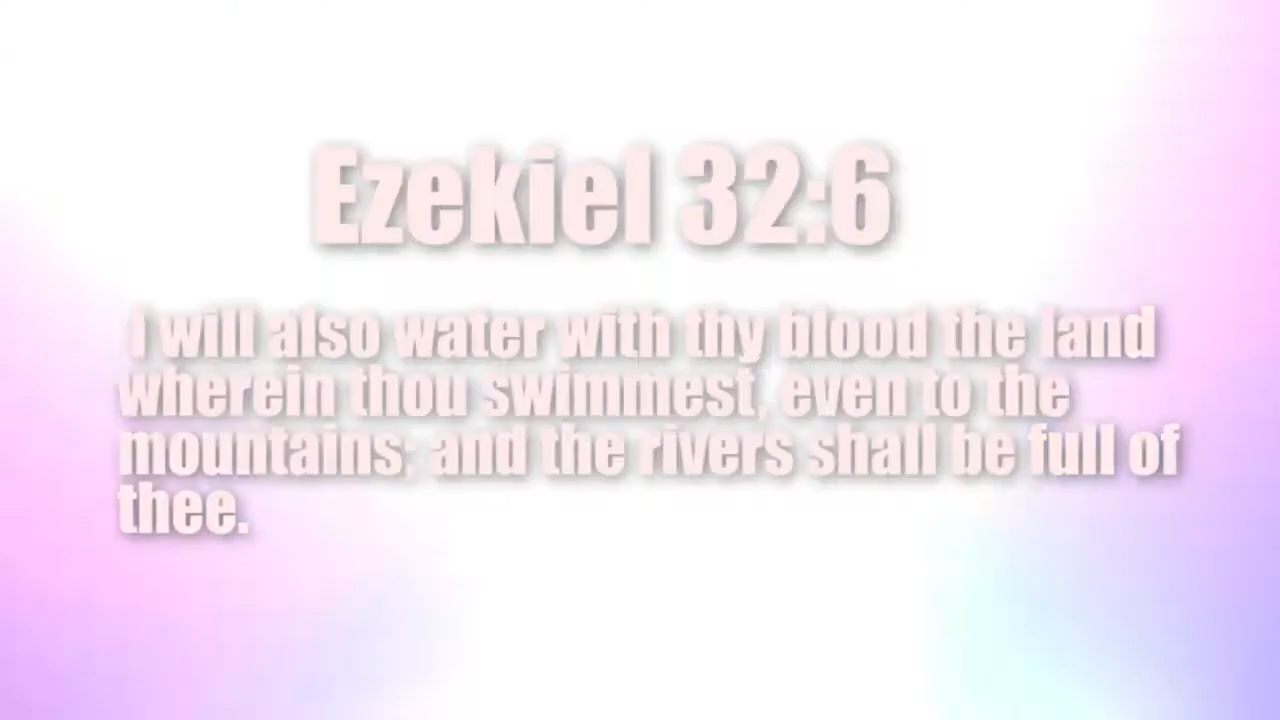 Ezekiel 32:6
I will also water with thy blood the land
wherein thou swimmest, even to the
mountains; and the rivers shall be full of
thee.